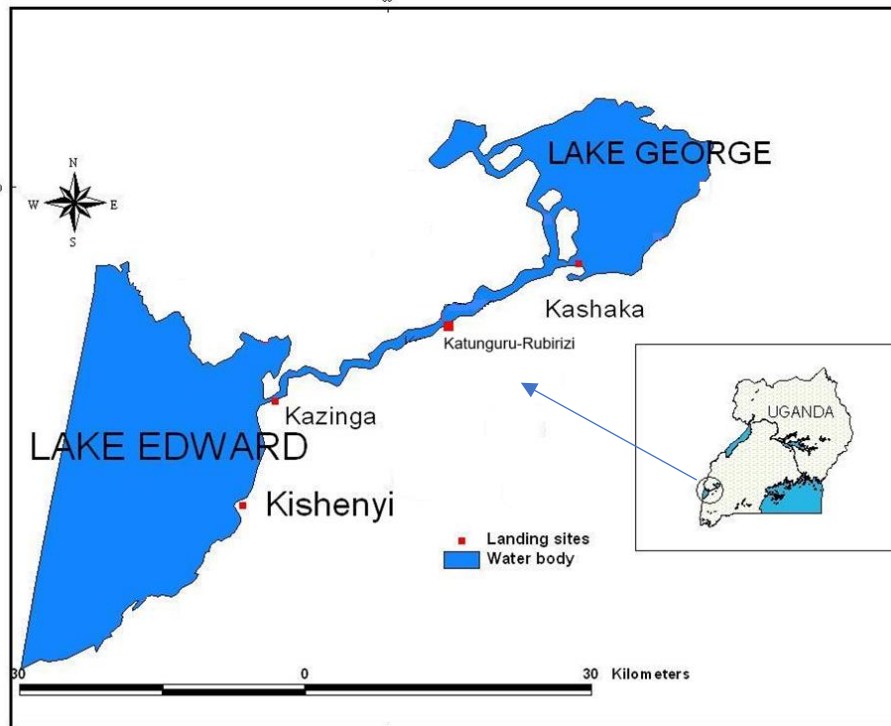 LAKE GEORGE
N
W E
S
Kashaka
Katunguru-Rubirizi
UGANDA
Kazinga
LAKE EDWARD
Kishenyi
Landing sites
Water body
30 0 30 Kilometers